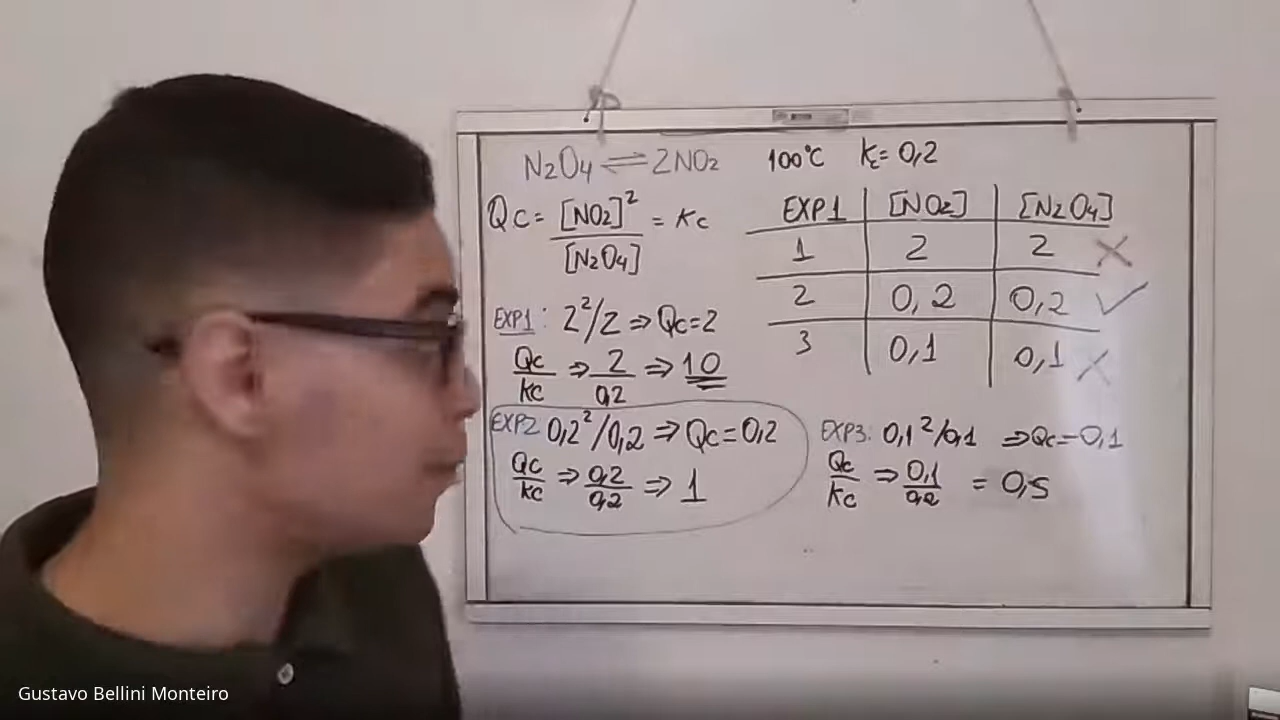 N2O4 ⇌ 2NO2 100°C Kc= 0,2
Qc= [NO2]² / [N2O4] = Kc
EXP1 [NO2] [N2O4]
1 2 2 ✗
2 0,2 0,2 ✓
3 0,1 0,1 ✗
EXP1: 2²/2 ⇒ Qc=2
Qc/Kc ⇒ 2/0,2 ⇒ 10
EXP2 0,2²/0,2 ⇒ Qc=0,2
Qc/Kc ⇒ 0,2/0,2 ⇒ 1
EXP3: 0,1²/0,1 ⇒ Qc=0,1
Qc/Kc ⇒ 0,1/0,2 = 0,5
Gustavo Bellini Monteiro